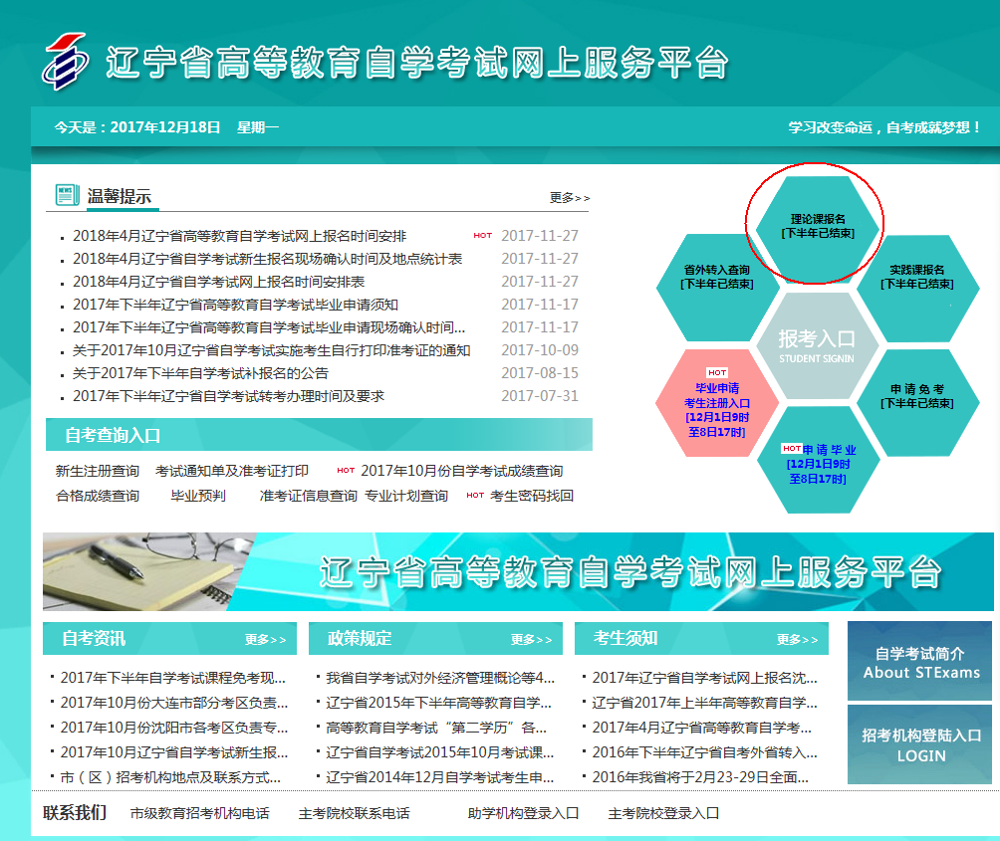 辽宁省高等教育自学考试网上服务平台
今天是：2017年12月18日 星期一
学习改变命运，自考成就梦想！
NEWS
温馨提示
更多>>
2018年4月辽宁省高等教育自学考试网上报名时间安排 HOT 2017-11-27
2018年4月辽宁省自学考试新生报名现场确认时间及地点统计表 2017-11-27
2018年4月辽宁省自学考试网上报名时间安排表 2017-11-27
2017年下半年辽宁省高等教育自学考试毕业申请须知 2017-11-17
2017年下半年辽宁省高等教育自学考试毕业申请现场确认时间... 2017-11-17
关于2017年10月辽宁省自学考试实施考生自行打印准考证的通知 2017-10-09
关于2017年下半年自学考试补报名的公告 2017-08-15
2017年下半年辽宁省自学考试转考办理时间及要求 2017-07-31
自考查询入口
新生注册查询 考试通知单及准考证打印 HOT 2017年10月份自学考试成绩查询
合格成绩查询 毕业预判 准考证信息查询 专业计划查询 HOT 考生密码找回
理论课报名
[下半年已结束]
省外转入查询
[下半年已结束]
实践课报名
[下半年已结束]
报考入口
STUDENT SIGNIN
HOT
毕业申请
考生注册入口
[12月1日9时
至8日17时]
申 请 免 考
[下半年已结束]
HOT 申 请 毕 业
[12月1日9时
至8日17时]
辽宁省高等教育自学考试网上服务平台
自考资讯 更多>>
2017年下半年自学考试课程免考现...
2017年10月份大连市部分考区负责...
2017年10月份沈阳市各考区负责专...
2017年10月辽宁省自学考试新生报...
市（区）招考机构地点及联系方式...
政策规定 更多>>
我省自学考试对外经济管理概论等4...
辽宁省2015年下半年高等教育自学...
高等教育自学考试“第二学历”各...
辽宁省自学考试2015年10月考试课...
辽宁省2014年12月自学考试考生申...
考生须知 更多>>
2017年辽宁省自学考试网上报名沈...
辽宁省2017年上半年高等教育自学...
2017年4月辽宁省高等教育自学考...
2016年下半年辽宁省自考外省转入...
2016年我省将于2月23-29日全面...
自学考试简介
About STExams
招考机构登陆入口
LOGIN
联系我们 市级教育招考机构电话 主考院校联系电话 助学机构登录入口 主考院校登录入口